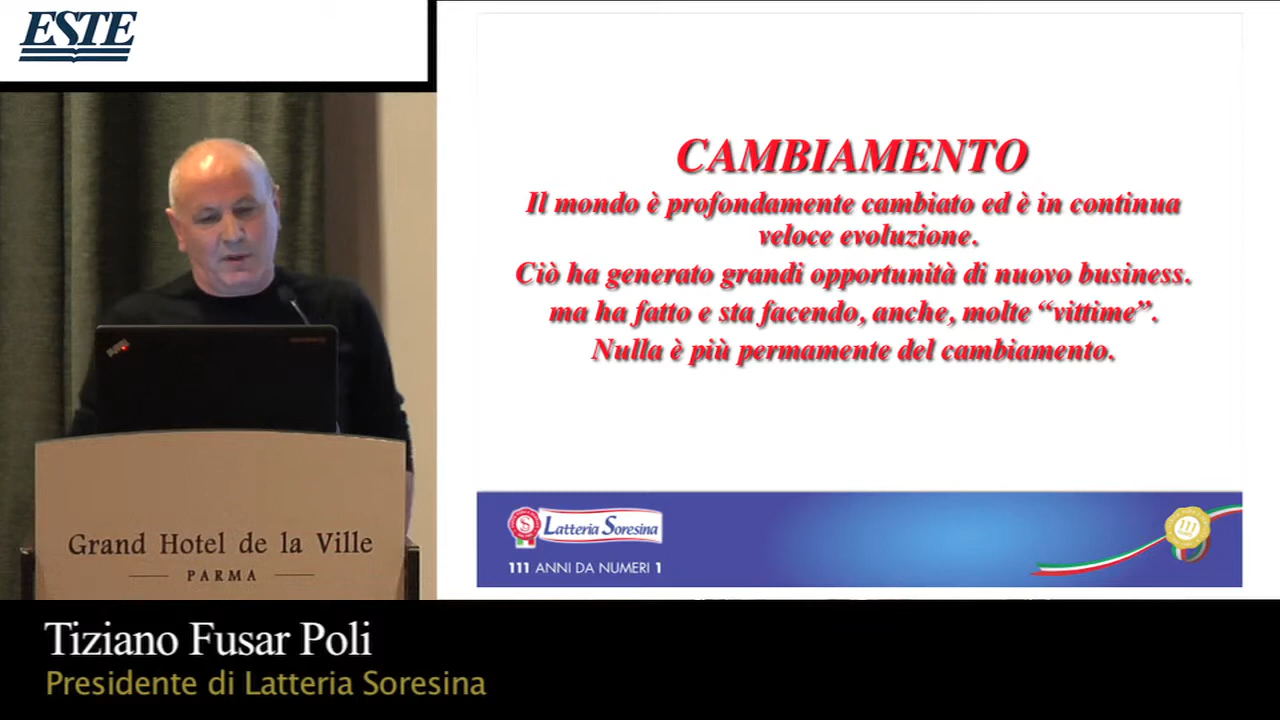 ESTE
CAMBIAMENTO
Il mondo è profondamente cambiato ed è in continua
veloce evoluzione.
Ciò ha generato grandi opportunità di nuovo business.
ma ha fatto e sta facendo, anche, molte “vittime”.
Nulla è più permamente del cambiamento.
Latteria Soresina
111 ANNI DA NUMERI 1
111
Grand Hotel de la Ville
PARMA
Tiziano Fusar Poli
Presidente di Latteria Soresina